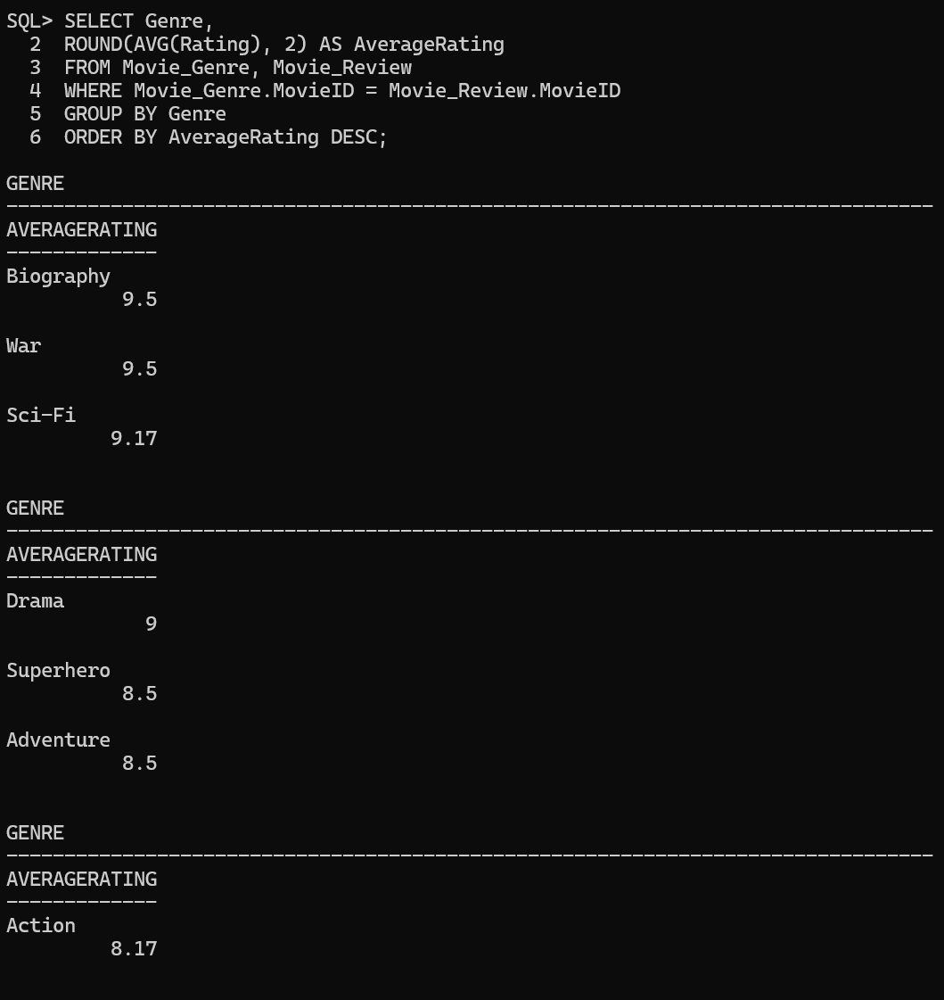 SQL> SELECT Genre,
  2  ROUND(AVG(Rating), 2) AS AverageRating
  3  FROM Movie_Genre, Movie_Review
  4  WHERE Movie_Genre.MovieID = Movie_Review.MovieID
  5  GROUP BY Genre
  6  ORDER BY AverageRating DESC;

GENRE
--------------------------------------------------------------------------------
AVERAGERATING
-------------
Biography
          9.5

War
          9.5

Sci-Fi
         9.17


GENRE
--------------------------------------------------------------------------------
AVERAGERATING
-------------
Drama
            9

Superhero
          8.5

Adventure
          8.5


GENRE
--------------------------------------------------------------------------------
AVERAGERATING
-------------
Action
         8.17